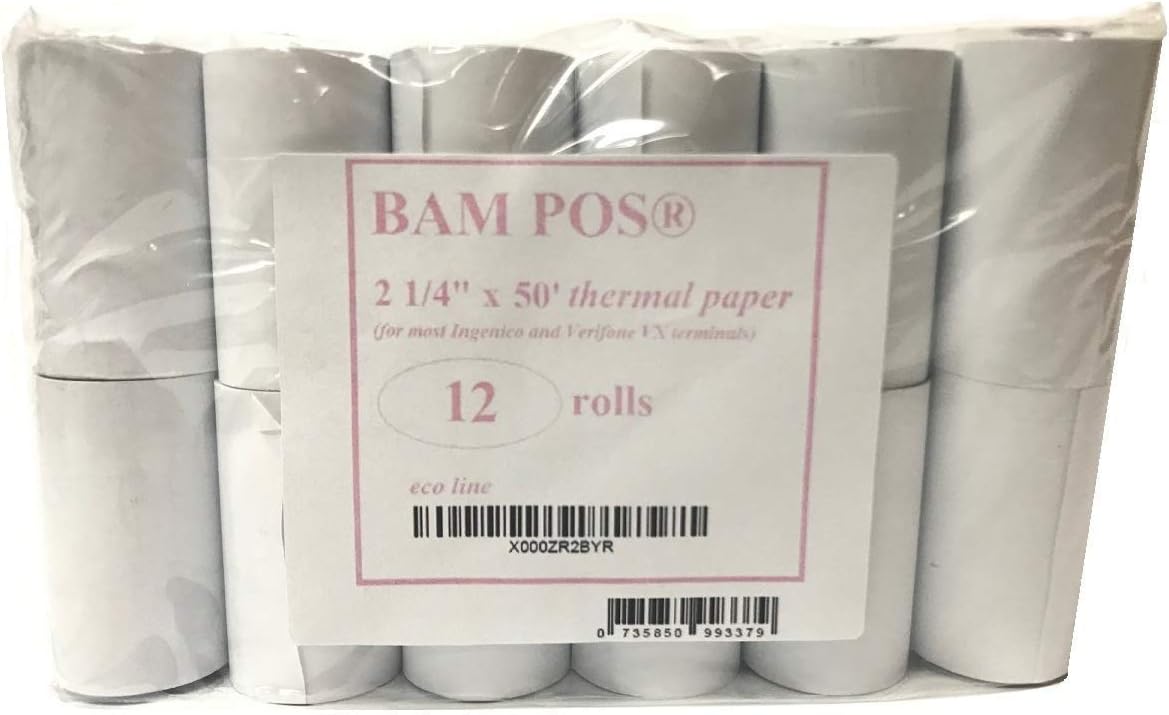 BAM POS®
2 1/4" x 50' thermal paper
(for most Ingenico and Verifone VX terminals)
12 rolls
eco line
X000ZR2BYR
0 735850 993379